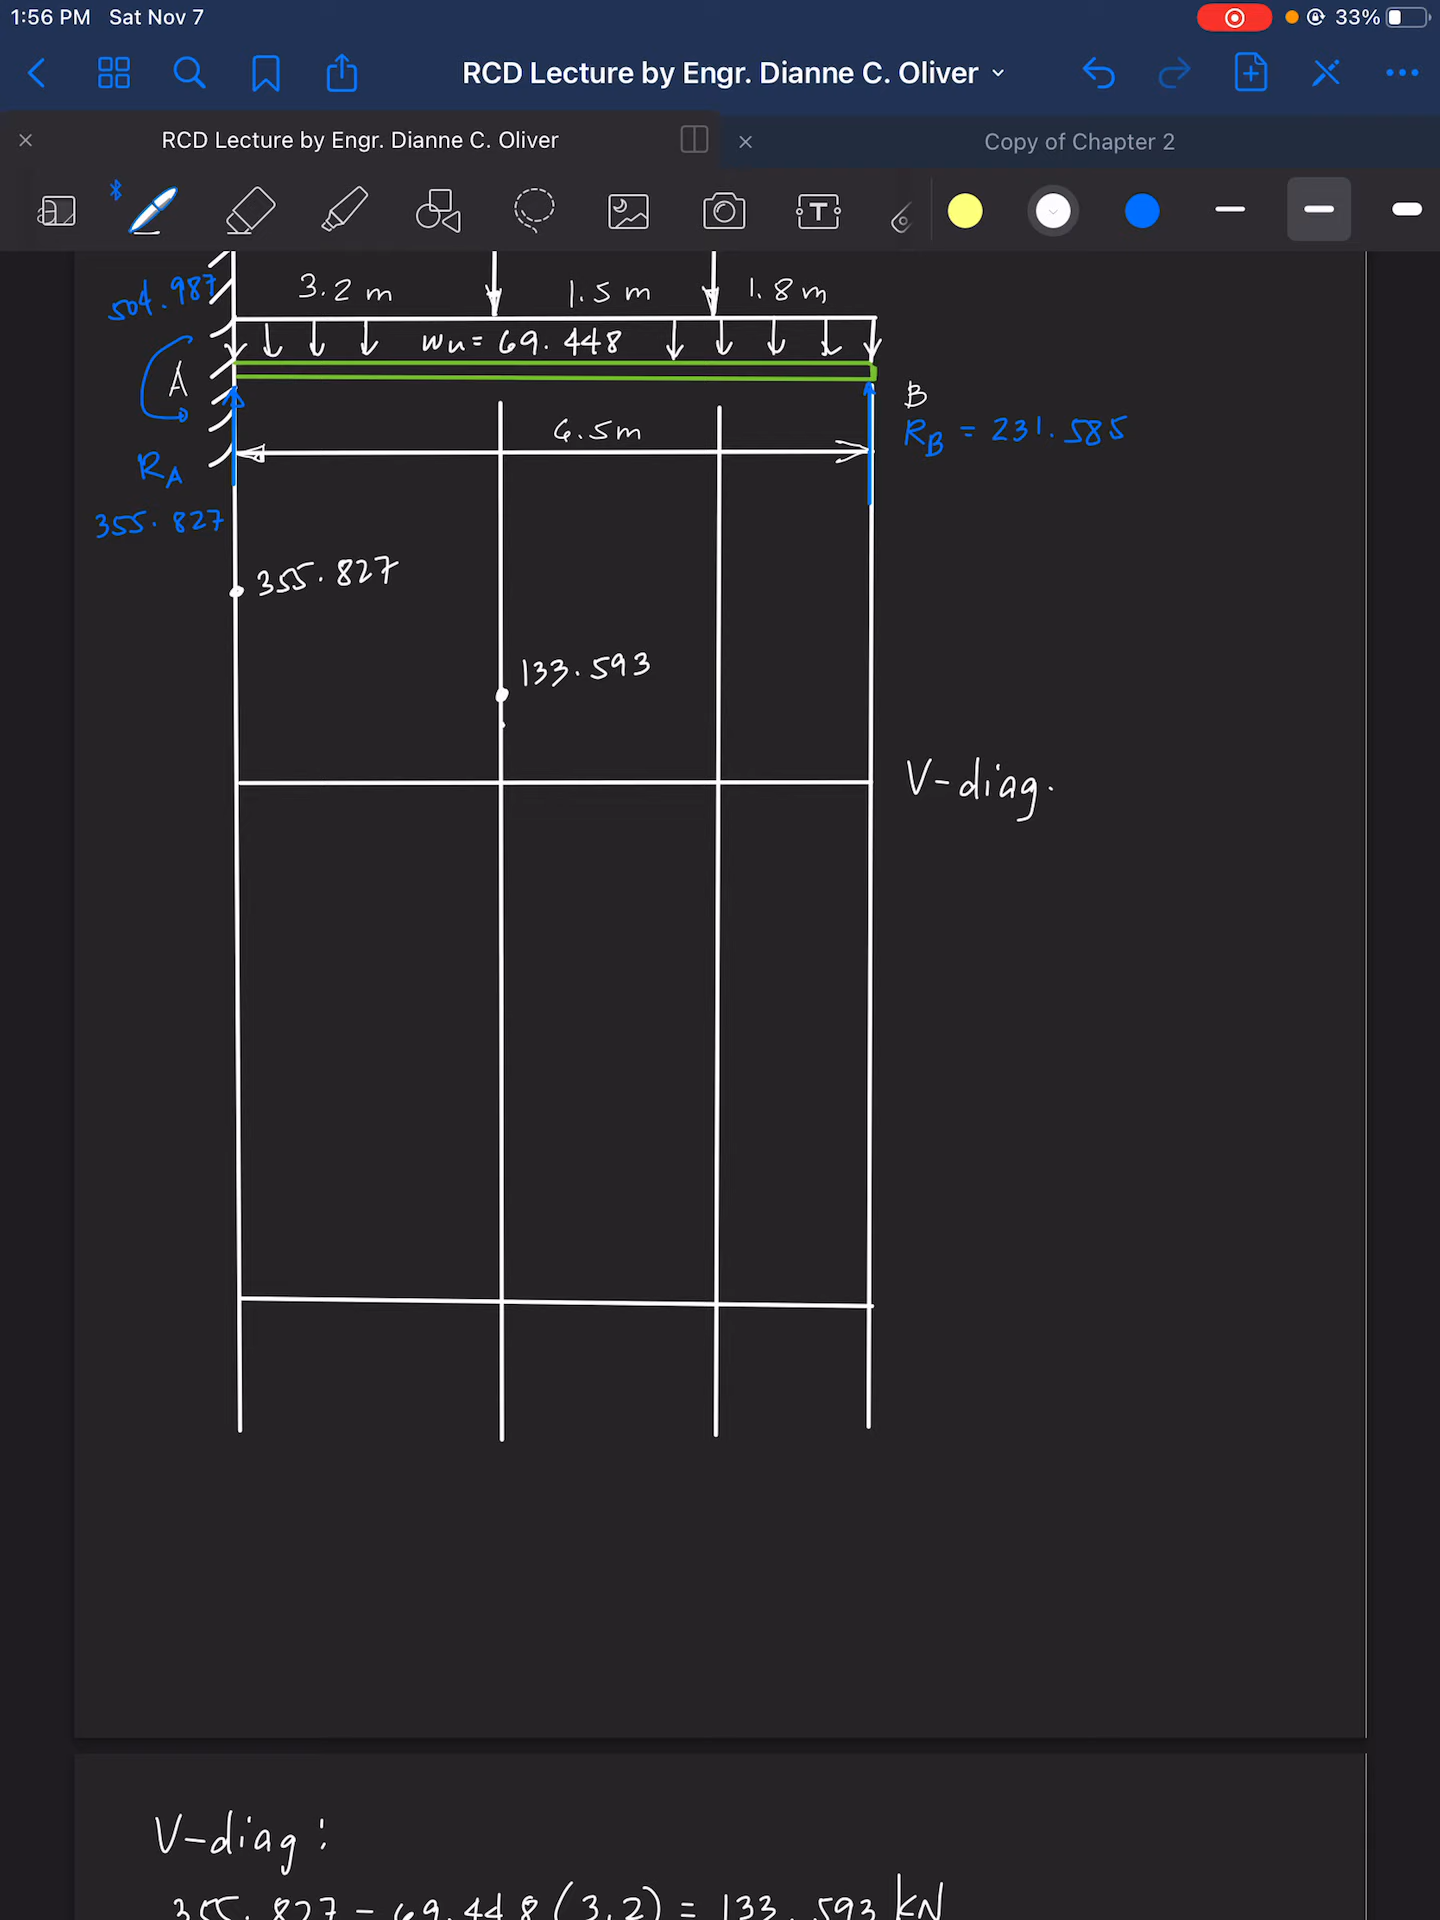 1:56 PM Sat Nov 7
33%
RCD Lecture by Engr. Dianne C. Oliver
RCD Lecture by Engr. Dianne C. Oliver
Copy of Chapter 2
T
504.987
3.2 m
1.5 m
1.8 m
Wu = 69.448
A
B
6.5m
RB = 231.585
RA
355.827
355.827
133.593
V-diag.
V-diag:
355.827 - 69.448 (3.2) = 133.593 kN